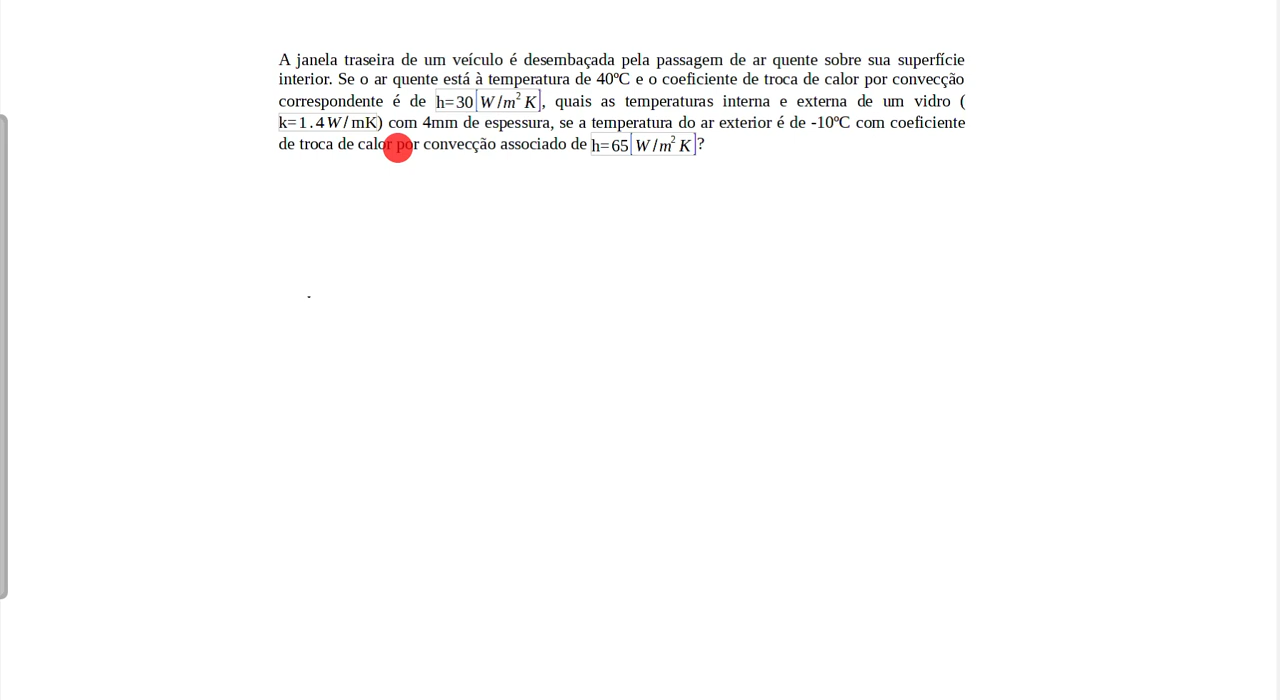 A janela traseira de um veículo é desembaçada pela passagem de ar quente sobre sua superfície
interior. Se o ar quente está à temperatura de 40ºC e o coeficiente de troca de calor por convecção
correspondente é de h=30[W/m² K], quais as temperaturas interna e externa de um vidro (
k=1.4W/mK) com 4mm de espessura, se a temperatura do ar exterior é de -10ºC com coeficiente
de troca de calor por convecção associado de h=65[W/m² K]?